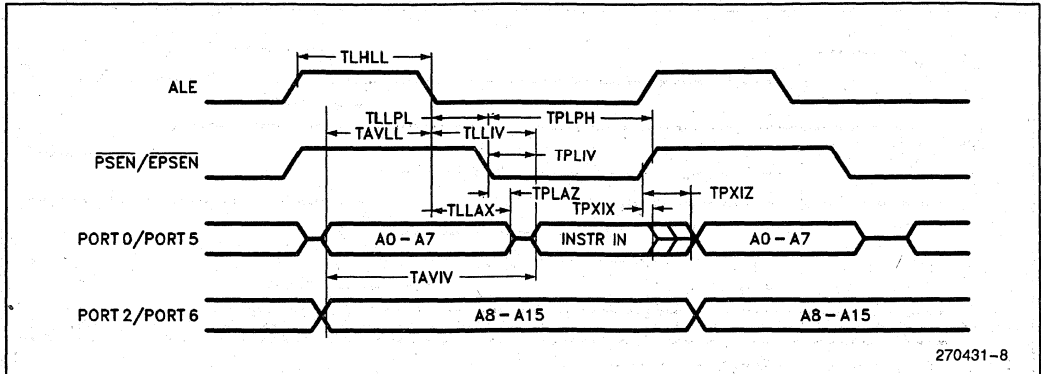 TLHLL
ALE
TLLPL TPLPH
TAVLL TLLIV
PSEN/EPSEN TPLIV
TPLAZ TPXIZ
TLLAX TPXIX
PORT 0/PORT 5 A0-A7 INSTR IN A0-A7
TAVIV
PORT 2/PORT 6 A8-A15 A8-A15
270431-8